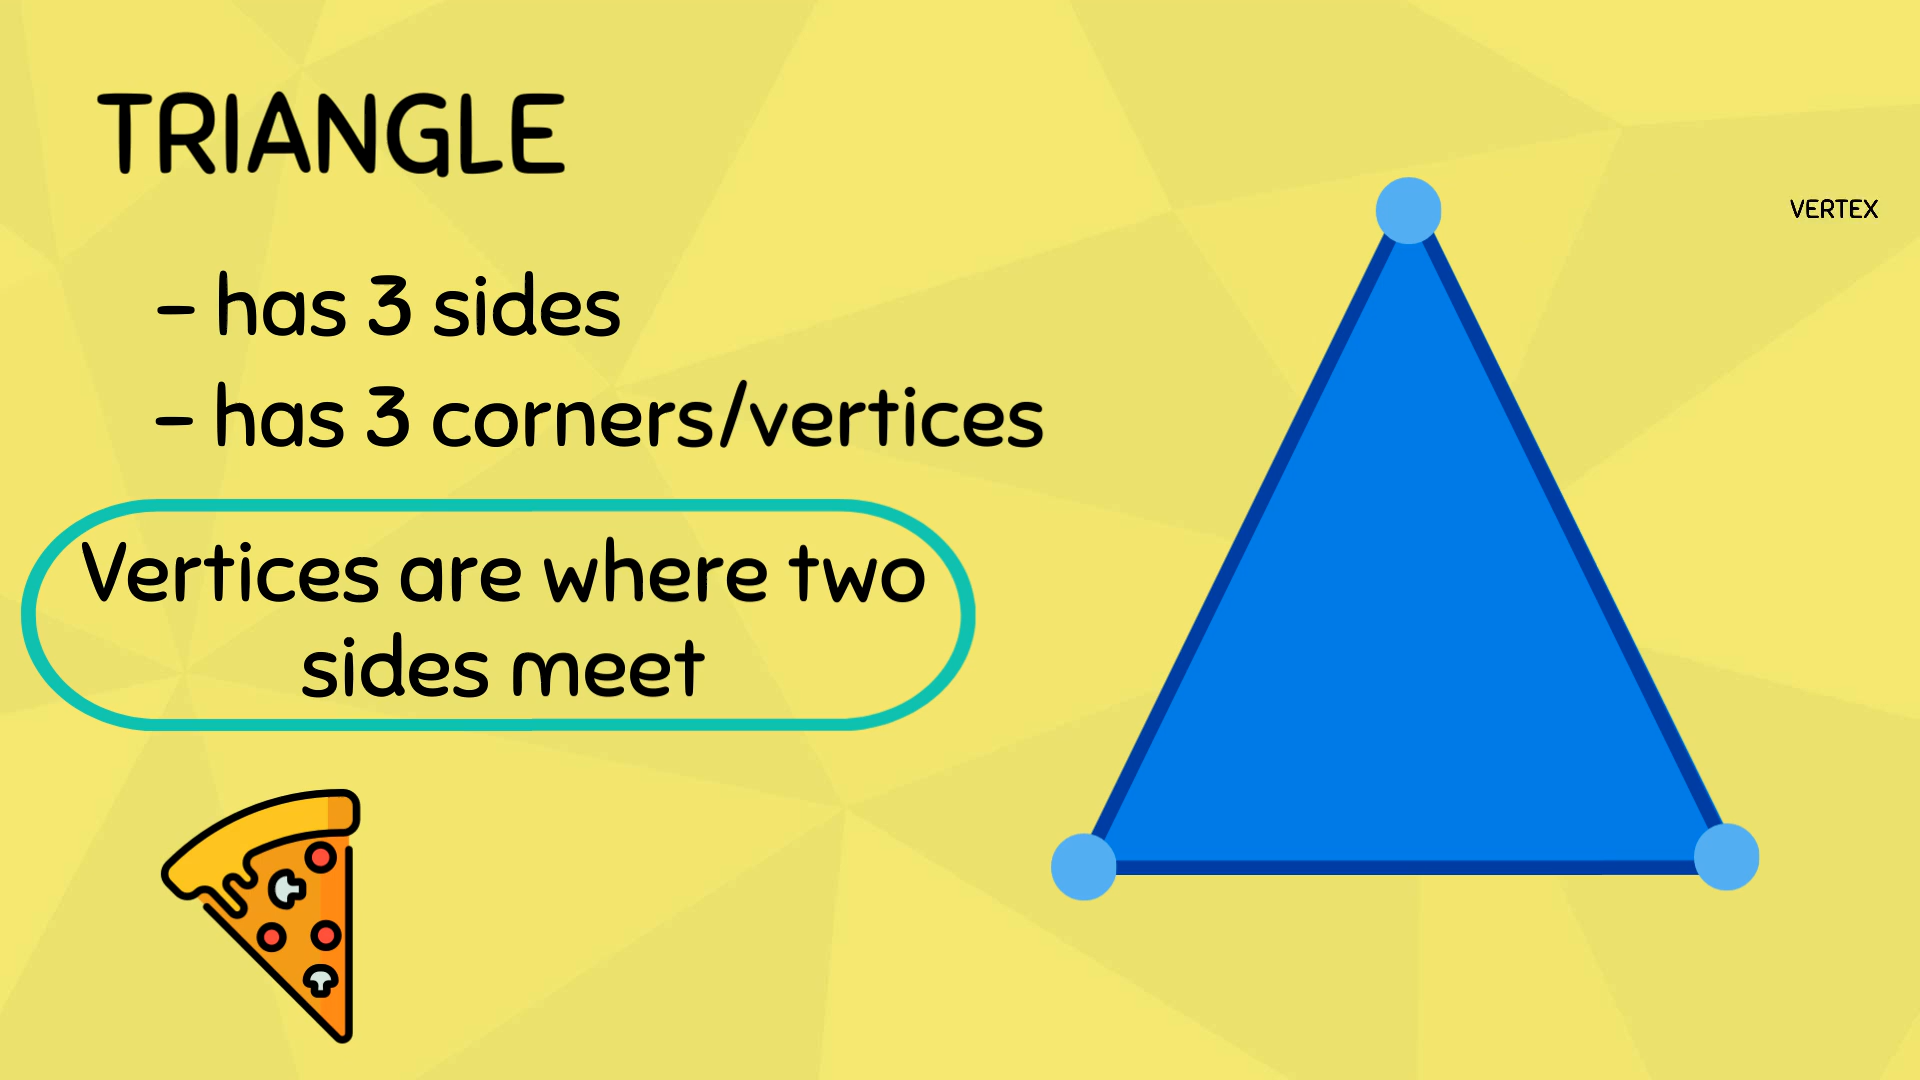 TRIANGLE
- has 3 sides
- has 3 corners/vertices
Vertices are where two
sides meet
VERTEX